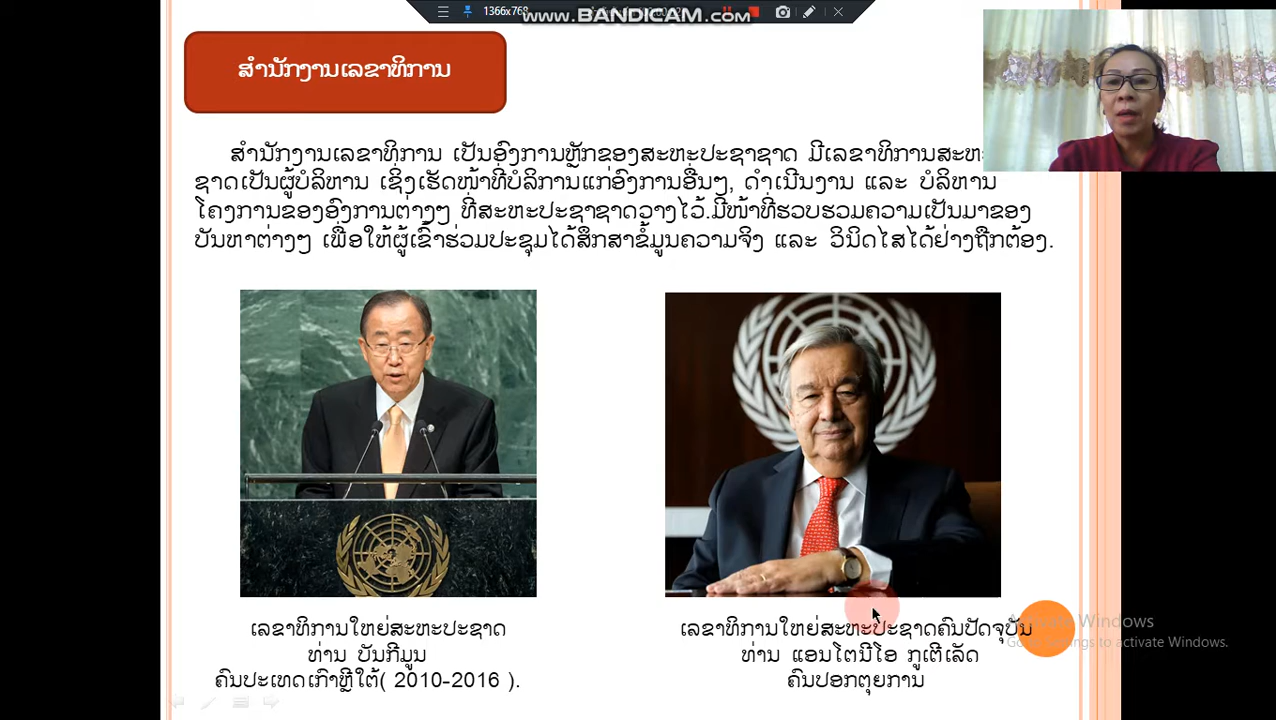 1366x768
www.BANDICAM.com
ສຳນັກງານເລຂາທິການ
ສຳນັກງານເລຂາທິການ ເປັນອົງການຫຼັກຂອງສະຫະປະຊາຊາດ ມີເລຂາທິການສະຫະ
ຊາດເປັນຜູ້ບໍລິຫານ ເຊິ່ງເຮັດໜ້າທີ່ບໍລິການແກ່ອົງການອື່ນໆ, ດຳເນີນງານ ແລະ ບໍລິຫານ
ໂຄງການຂອງອົງການຕ່າງໆ ທີ່ສະຫະປະຊາຊາດວາງໄວ້.ມີໜ້າທີ່ຮວບຮວມຄວາມເປັນມາຂອງ
ບັນຫາຕ່າງໆ ເພື່ອໃຫ້ຜູ້ເຂົ້າຮ່ວມປະຊຸມໄດ້ສຶກສາຂໍ້ມູນຄວາມຈິງ ແລະ ວິນິດໄສໄດ້ຢ່າງຖືກຕ້ອງ.
ເລຂາທິການໃຫຍ່ສະຫະປະຊາດ
ທ່ານ ບັນກີມູນ
ຄົນປະເທດເກົາຫຼີໃຕ້( 2010-2016 ).
ເລຂາທິການໃຫຍ່ສະຫະປະຊາດຄົນປັດຈຸບັນ
ທ່ານ ແອນໂຕນີໂອ ກູເຕີເລັດ
ຄົນປອກຕຸຍການ
Activate Windows
Go to Settings to activate Windows.